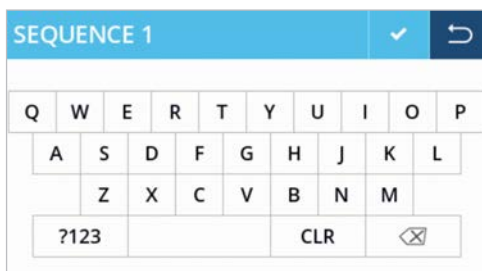 SEQUENCE 1
Q W E R T Y U I O P
A S D F G H J K L
Z X C V B N M
?123 CLR